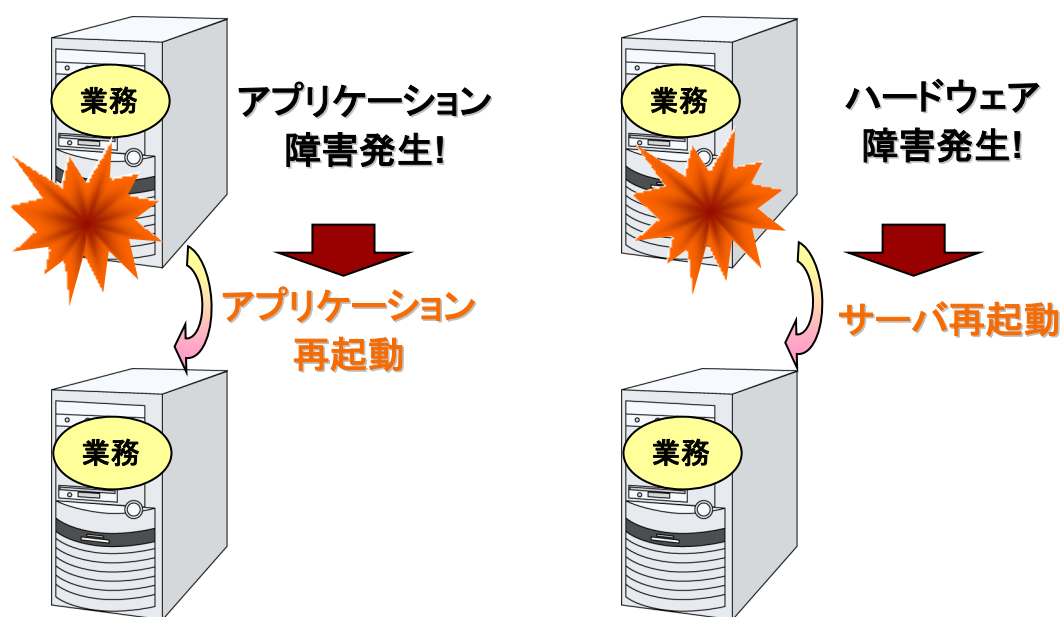 業務
アプリケーション
障害発生!
アプリケーション
再起動
業務
業務
ハードウェア
障害発生!
サーバ再起動
業務